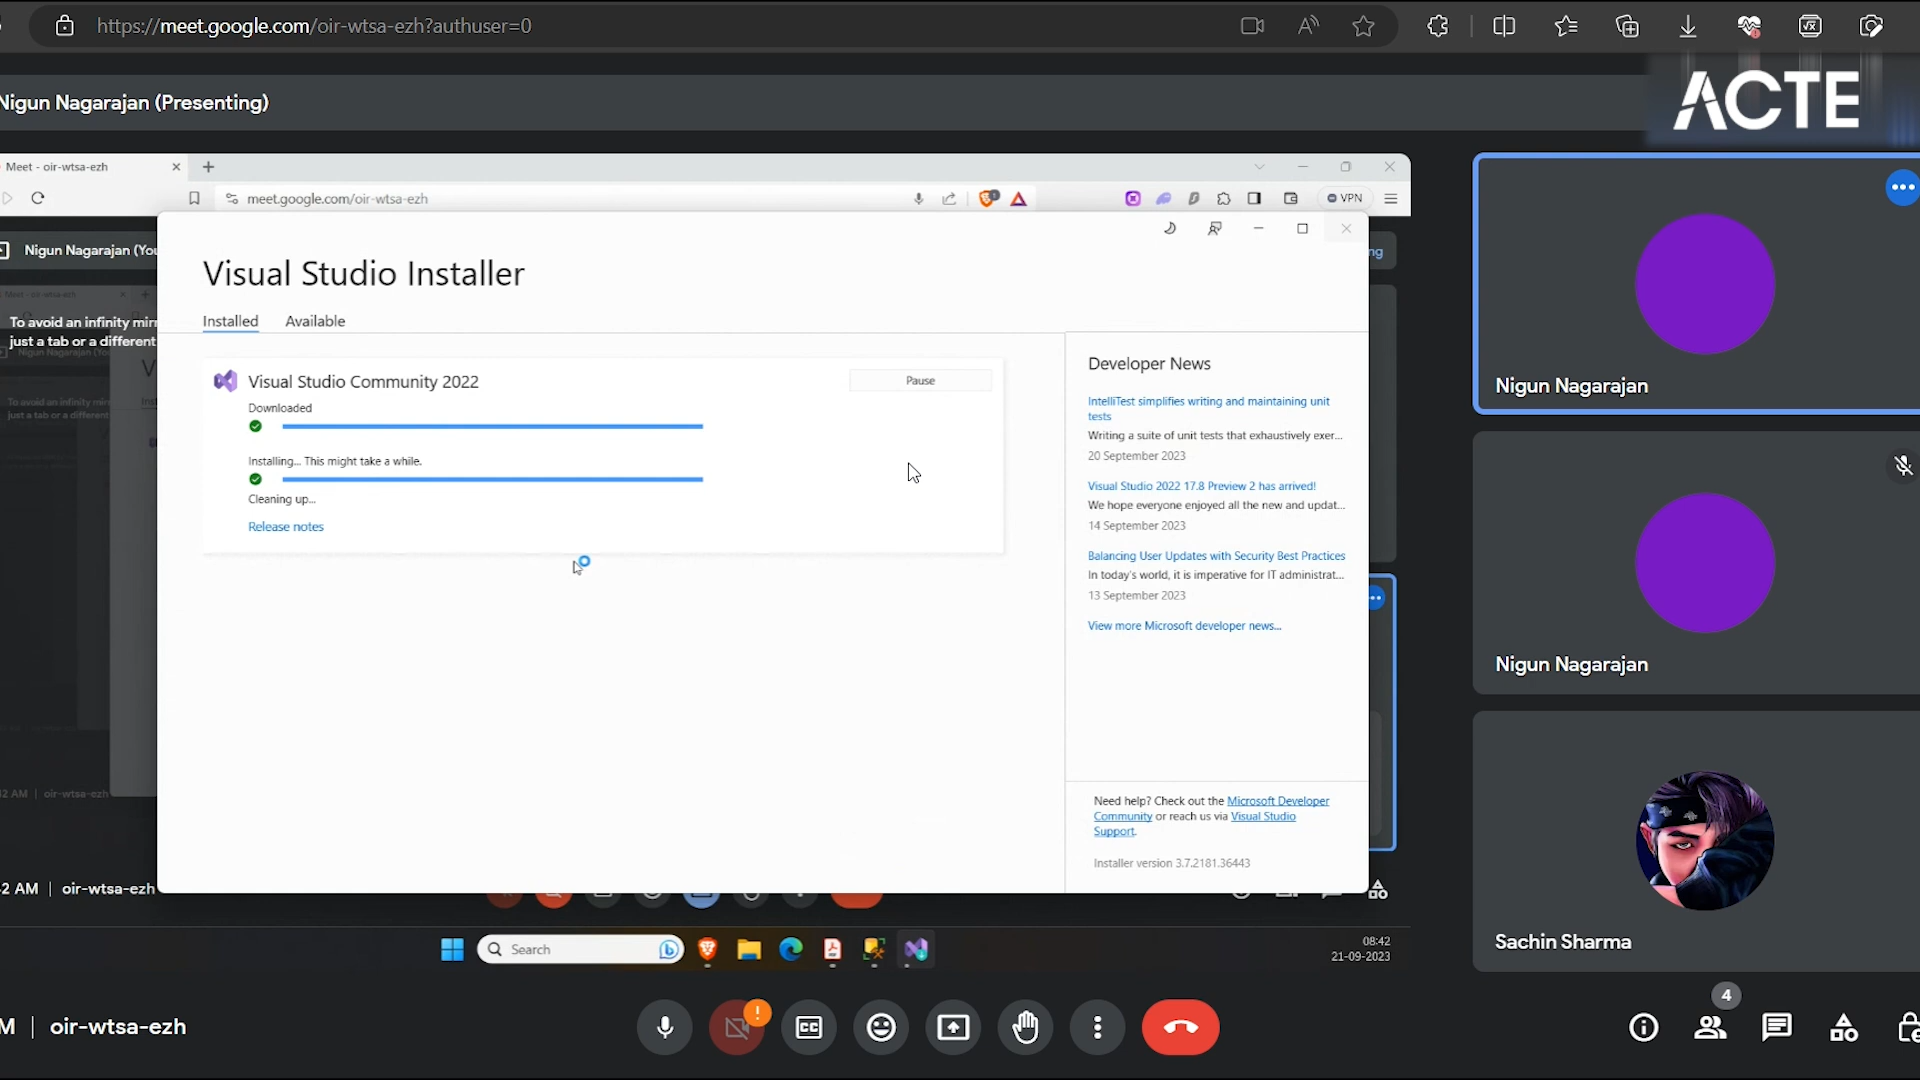 https://meet.google.com/oir-wtsa-ezh?authuser=0
ACTE
Nigun Nagarajan (Presenting)
Meet - oir-wtsa-ezh
meet.google.com/oir-wtsa-ezh
VPN
Nigun Nagarajan (You
ng
To avoid an infinity mirr
just a tab or a different
Visual Studio Installer
Installed
Available
Visual Studio Community 2022
Pause
Downloaded
Installing... This might take a while.
Cleaning up...
Release notes
Developer News
IntelliTest simplifies writing and maintaining unit
tests
Writing a suite of unit tests that exhaustively exer...
20 September 2023
Visual Studio 2022 17.8 Preview 2 has arrived!
We hope everyone enjoyed all the new and updat...
14 September 2023
Balancing User Updates with Security Best Practices
In today's world, it is imperative for IT administrat...
13 September 2023
View more Microsoft developer news...
Need help? Check out the Microsoft Developer
Community or reach us via Visual Studio
Support.
Installer version 3.7.2181.36443
2 AM | oir-wtsa-ezh
Search
08:42
21-09-2023
Nigun Nagarajan
Nigun Nagarajan
Sachin Sharma
M | oir-wtsa-ezh
CC
4